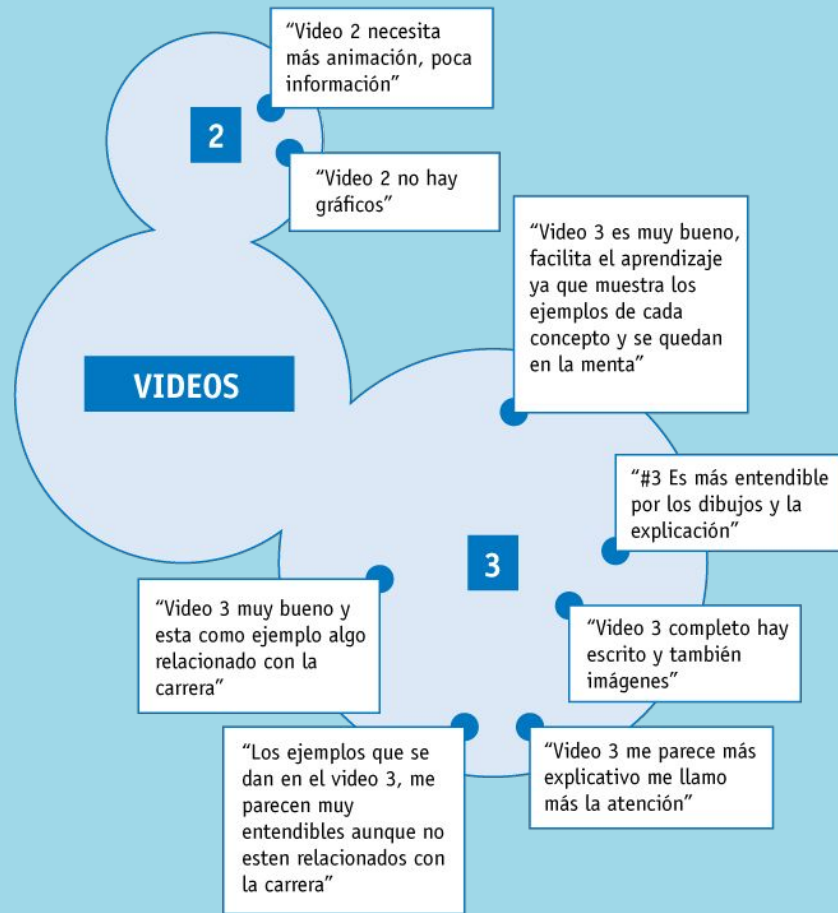 “Video 2 necesita
más animación, poca
información”
2
“Video 2 no hay
gráficos”
VIDEOS
“Video 3 es muy bueno,
facilita el aprendizaje
ya que muestra los
ejemplos de cada
concepto y se quedan
en la menta”
“#3 Es más entendible
por los dibujos y la
explicación”
3
“Video 3 muy bueno y
esta como ejemplo algo
relacionado con la
carrera”
“Video 3 completo hay
escrito y también
imágenes”
“Los ejemplos que se
dan en el video 3, me
parecen muy
entendibles aunque no
esten relacionados con
la carrera”
“Video 3 me parece más
explicativo me llamo
más la atención”